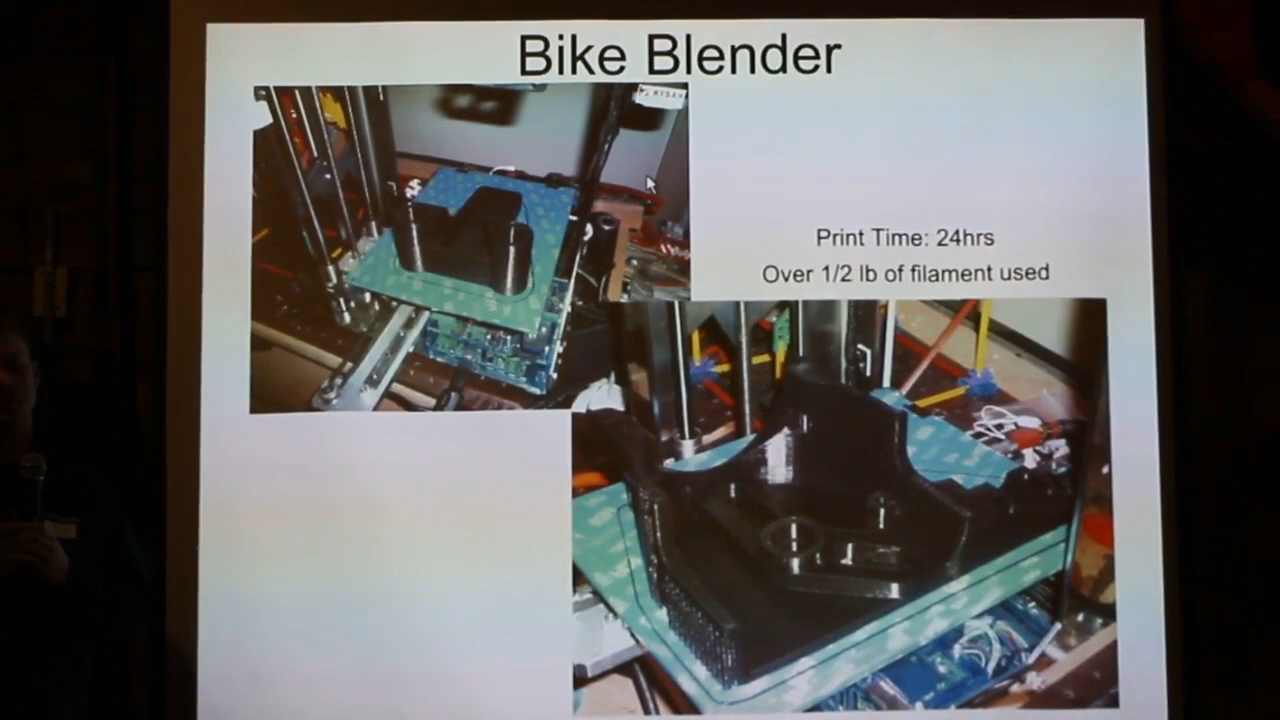 Bike Blender
Print Time: 24hrs
Over 1/2 lb of filament used